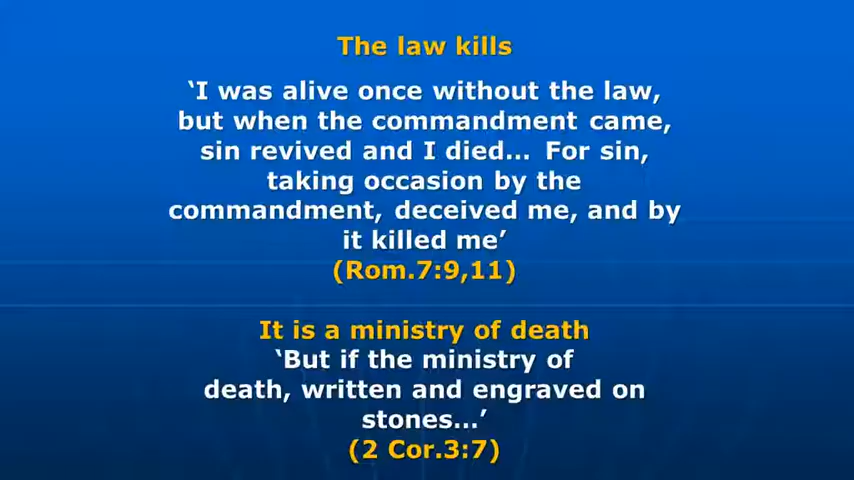 The law kills
‘I was alive once without the law,
but when the commandment came,
sin revived and I died… For sin,
taking occasion by the
commandment, deceived me, and by
it killed me’
(Rom.7:9,11)
It is a ministry of death
‘But if the ministry of
death, written and engraved on
stones…’
(2 Cor.3:7)